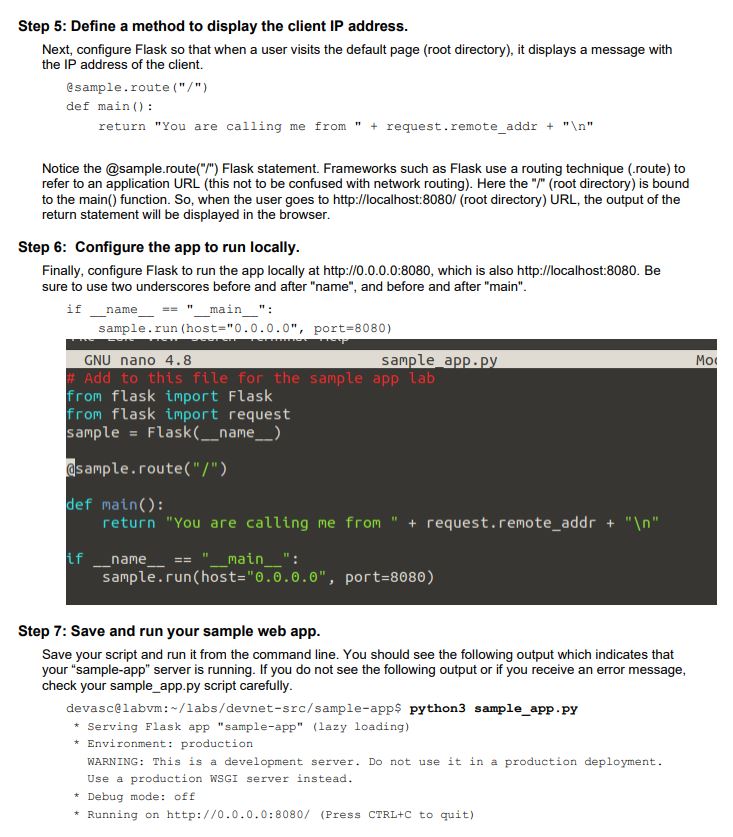 Step 5: Define a method to display the client IP address.
Next, configure Flask so that when a user visits the default page (root directory), it displays a message with
the IP address of the client.
@sample.route("/")
def main():
return "You are calling me from " + request.remote_addr + "\n"
Notice the @sample.route("/") Flask statement. Frameworks such as Flask use a routing technique (.route) to
refer to an application URL (this not to be confused with network routing). Here the "/" (root directory) is bound
to the main() function. So, when the user goes to http://localhost:8080/ (root directory) URL, the output of the
return statement will be displayed in the browser.
Step 6: Configure the app to run locally.
Finally, configure Flask to run the app locally at http://0.0.0.0:8080, which is also http://localhost:8080. Be
sure to use two underscores before and after "name", and before and after "main".
if __name__ == "__main__":
sample.run(host="0.0.0.0", port=8080)
GNU nano 4.8 sample_app.py
# Add to this file for the sample app lab
from flask import Flask
from flask import request
sample = Flask(__name__)
@sample.route("/")
def main():
return "You are calling me from " + request.remote_addr + "\n"
if __name__ == "__main__":
sample.run(host="0.0.0.0", port=8080)
Step 7: Save and run your sample web app.
Save your script and run it from the command line. You should see the following output which indicates that
your “sample-app” server is running. If you do not see the following output or if you receive an error message,
check your sample_app.py script carefully.
devasc@labvm:~/labs/devnet-src/sample-app$ python3 sample_app.py
* Serving Flask app "sample-app" (lazy loading)
* Environment: production
WARNING: This is a development server. Do not use it in a production deployment.
Use a production WSGI server instead.
* Debug mode: off
* Running on http://0.0.0.0:8080/ (Press CTRL+C to quit)